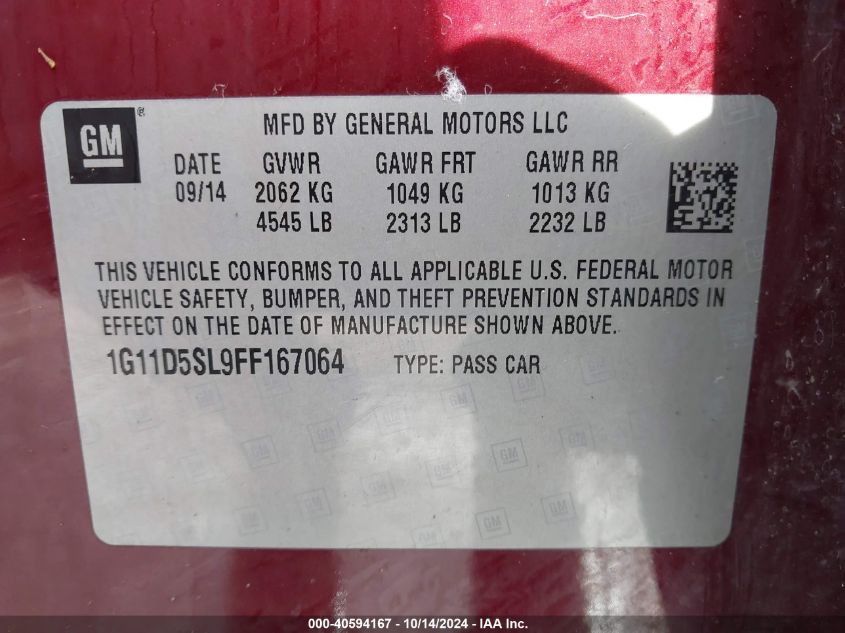 GM ®
MFD BY GENERAL MOTORS LLC
DATE GVWR GAWR FRT GAWR RR
09/14 2062 KG 1049 KG 1013 KG
4545 LB 2313 LB 2232 LB
THIS VEHICLE CONFORMS TO ALL APPLICABLE U.S. FEDERAL MOTOR
VEHICLE SAFETY, BUMPER, AND THEFT PREVENTION STANDARDS IN
EFFECT ON THE DATE OF MANUFACTURE SHOWN ABOVE.
1G11D5SL9FF167064 TYPE: PASS CAR
000-40594167 - 10/14/2024 - IAA Inc.